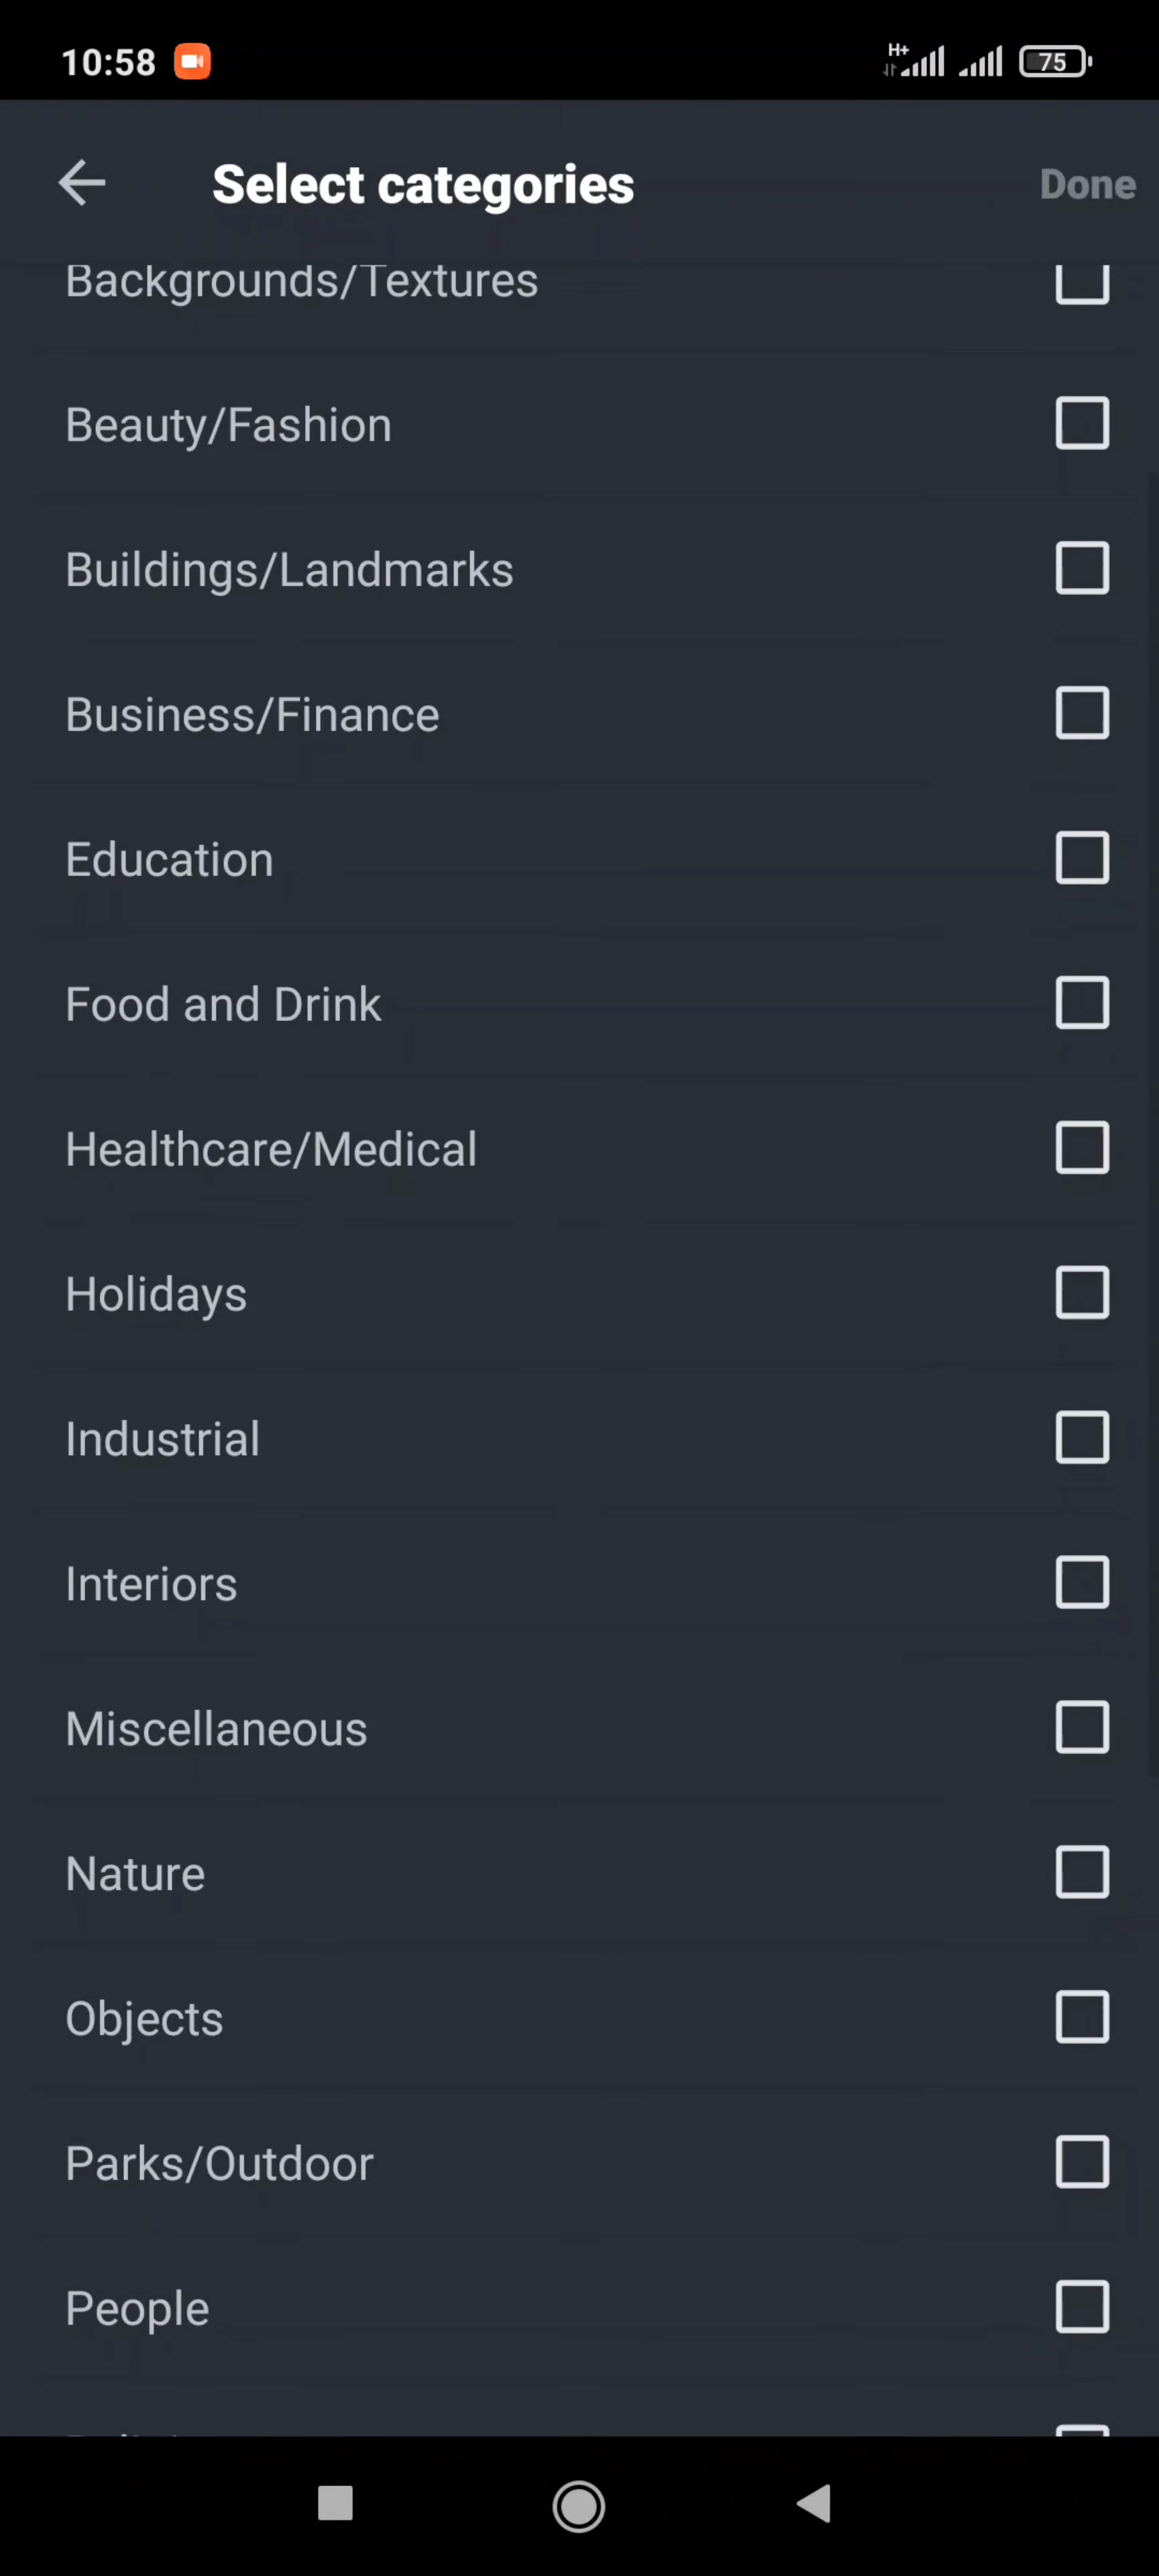 10:58 H+ 75
Select categories Done
Backgrounds/Textures
Beauty/Fashion
Buildings/Landmarks
Business/Finance
Education
Food and Drink
Healthcare/Medical
Holidays
Industrial
Interiors
Miscellaneous
Nature
Objects
Parks/Outdoor
People